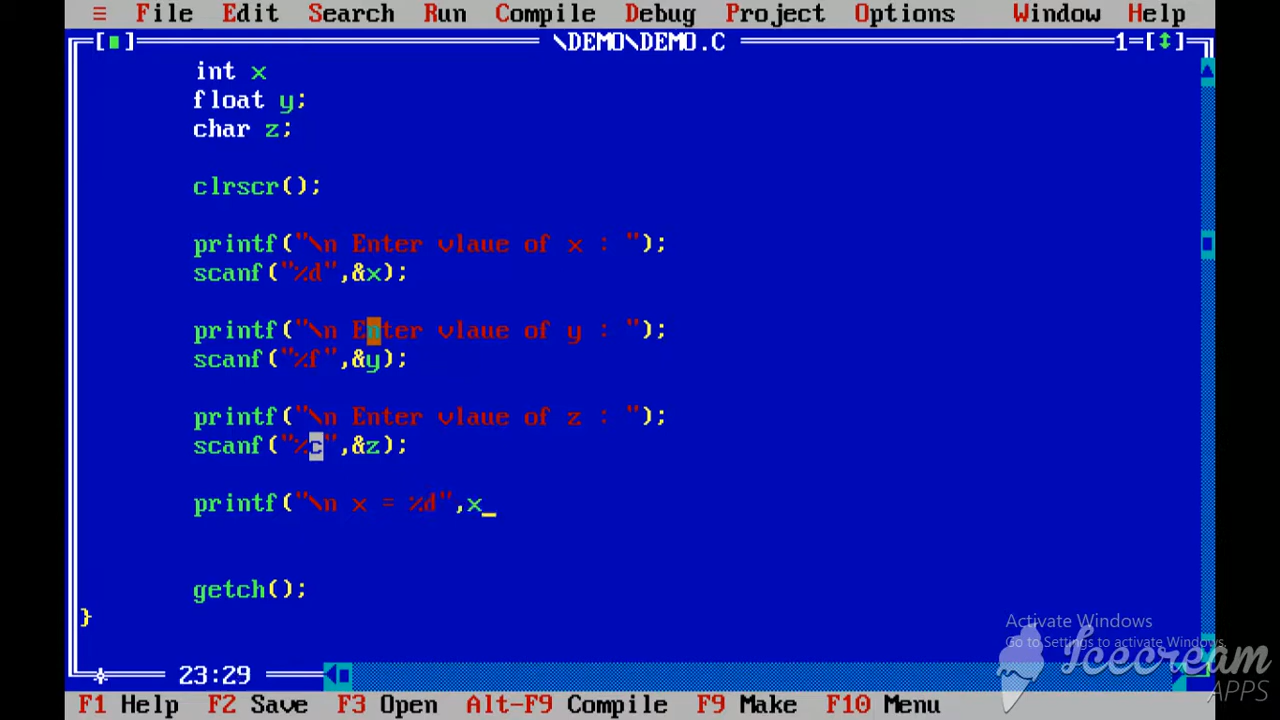 ≡ File Edit Search Run Compile Debug Project Options Window Help
[■] \DEMO\DEMO.C 1=[↕]
int x
float y;
char z;
clrscr();
printf("\n Enter vlaue of x : ");
scanf("%d",&x);
printf("\n Enter vlaue of y : ");
scanf("%f",&y);
printf("\n Enter vlaue of z : ");
scanf("%c",&z);
printf("\n x = %d",x_
getch();
}
* 23:29
F1 Help F2 Save F3 Open Alt-F9 Compile F9 Make F10 Menu
Activate Windows
Go to Settings to activate Windows.
Icecream
APPS